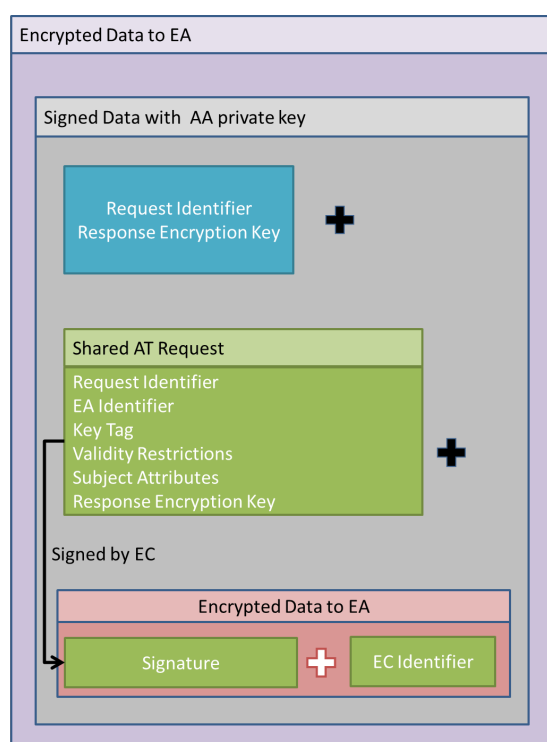 Encrypted Data to EA
Signed Data with AA private key
Request Identifier
Response Encryption Key
Shared AT Request
Request Identifier
EA Identifier
Key Tag
Validity Restrictions
Subject Attributes
Response Encryption Key
Signed by EC
Encrypted Data to EA
Signature
EC Identifier